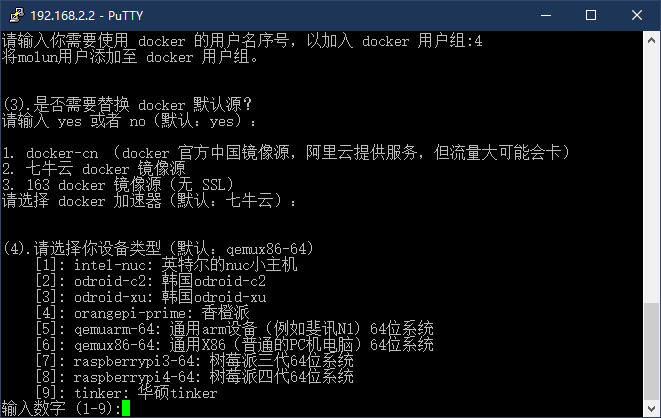 192.168.2.2 - PuTTY
请输入你需要使用 docker 的用户名序号，以加入 docker 用户组:4
将molun用户添加至 docker 用户组。
(3).是否需要替换 docker 默认源？
请输入 yes 或者 no（默认：yes）：
1. docker-cn （docker 官方中国镜像源，阿里云提供服务，但流量大可能会卡）
2. 七牛云 docker 镜像源
3. 163 docker 镜像源（无 SSL）
请选择 docker 加速器（默认：七牛云）：
(4).请选择你设备类型（默认：qemux86-64）
[1]: intel-nuc: 英特尔的nuc小主机
[2]: odroid-c2: 韩国odroid-c2
[3]: odroid-xu: 韩国odroid-xu
[4]: orangepi-prime: 香橙派
[5]: qemuarm-64: 通用arm设备（例如斐讯N1）64位系统
[6]: qemux86-64: 通用X86（普通的PC机电脑）64位系统
[7]: raspberrypi3-64: 树莓派三代64位系统
[8]: raspberrypi4-64: 树莓派四代64位系统
[9]: tinker: 华硕tinker
输入数字 (1-9):